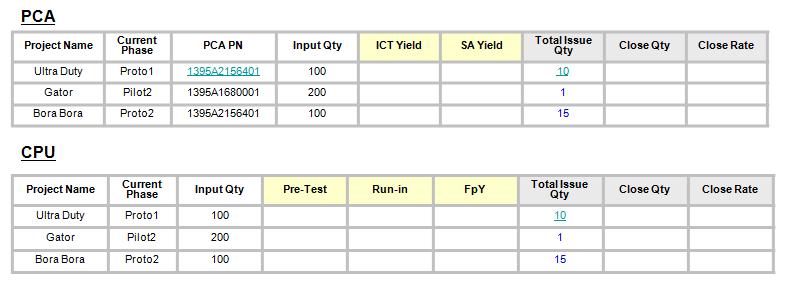 PCA
Project Name Current Phase PCA PN Input Qty ICT Yield SA Yield Total Issue Qty Close Qty Close Rate
Ultra Duty Proto1 1395A2156401 100 10
Gator Pilot2 1395A1680001 200 1
Bora Bora Proto2 1395A2156401 100 15
CPU
Project Name Current Phase Input Qty Pre-Test Run-in FpY Total Issue Qty Close Qty Close Rate
Ultra Duty Proto1 100 10
Gator Pilot2 200 1
Bora Bora Proto2 100 15